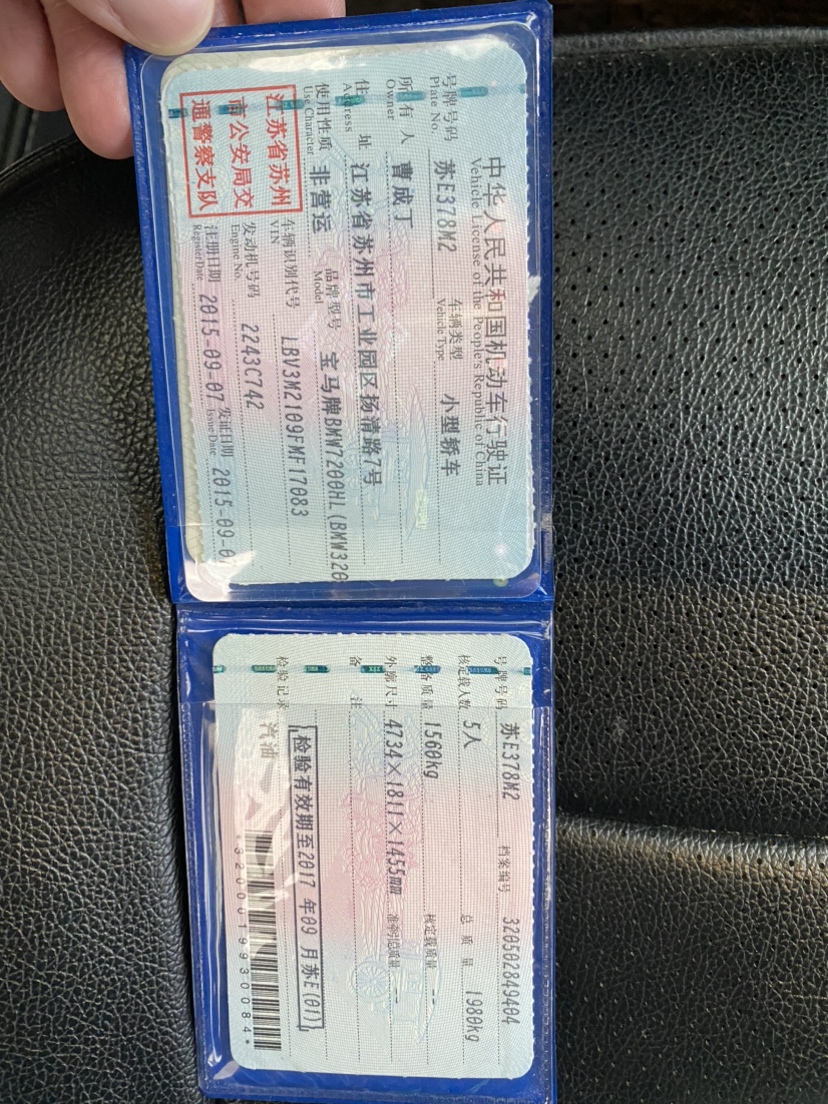 中华人民共和国机动车行驶证
Vehicle License of the People's Republic of China
号牌号码 苏E378M2 车辆类型 小型轿车
Plate No. Vehicle Type
所有人 曹成丁
Owner
住 址 江苏省苏州市工业园区扬清路7号
Address
使用性质 非营运 品牌型号 宝马牌BMW7200HL(BMW320
Use Character Model
江苏省苏州
市公安局交
通警察支队
车辆识别代号 LBV3M2109FMF17083
VIN
发动机号码 2243C742
Engine No.
注册日期 2015-09-07 发证日期 2015-09-0
Register Date Issue Date
号牌号码 苏E378M2 档案编号 320502849404
核定载人数 5人 总 质 量 1980kg
整备质量 1560kg 核定载质量 --
外廓尺寸 4734×1811×1455mm 准牵引总质量 --
备 注
检验有效期至2017 年09 月苏E(01)
检验记录
汽油
*3200019930084*